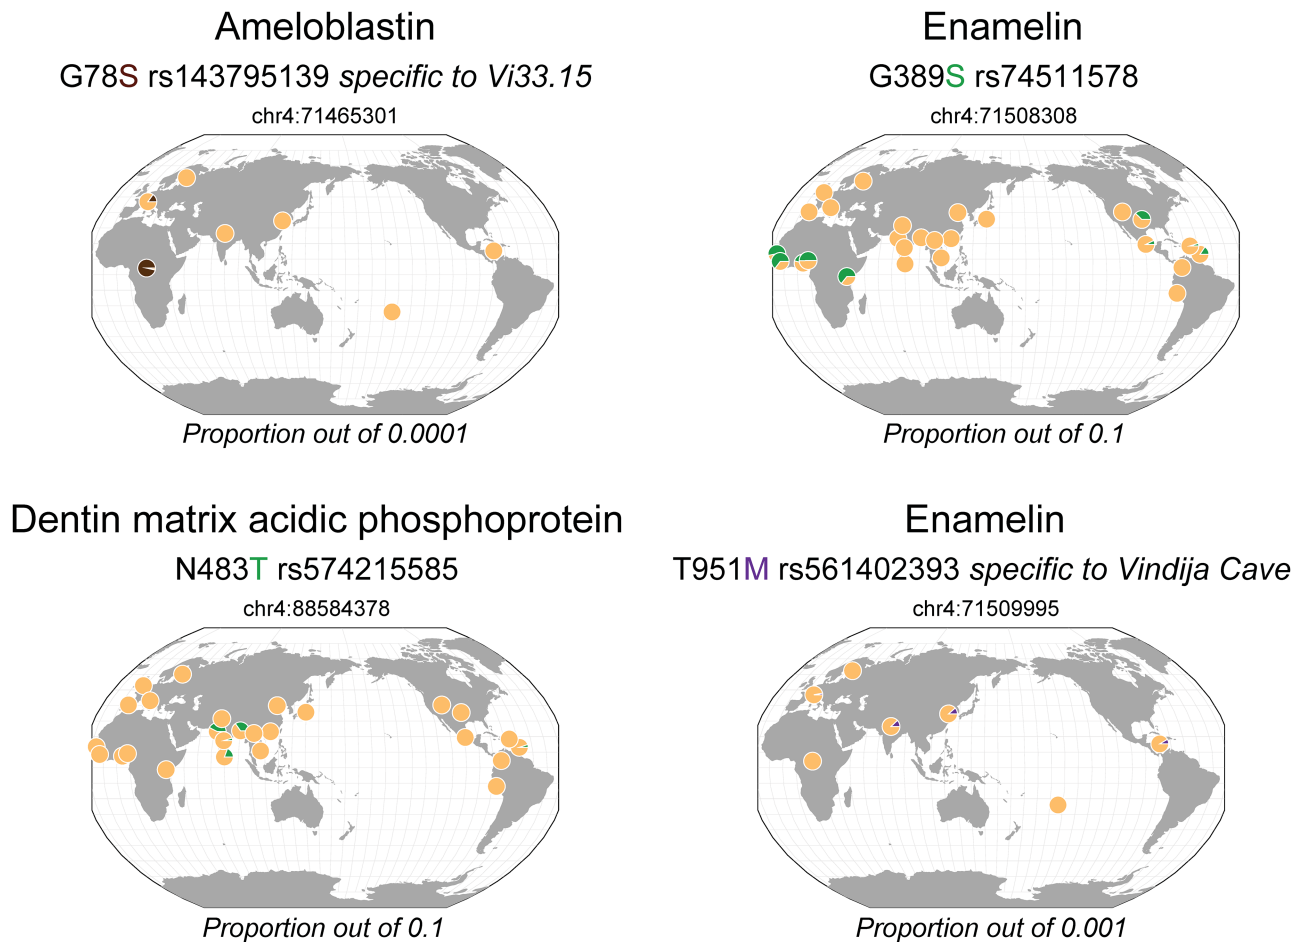 Ameloblastin
G78S rs143795139 specific to Vi33.15
chr4:71465301
Proportion out of 0.0001
Enamelin
G389S rs74511578
chr4:71508308
Proportion out of 0.1
Dentin matrix acidic phosphoprotein
N483T rs574215585
chr4:88584378
Proportion out of 0.1
Enamelin
T951M rs561402393 specific to Vindija Cave
chr4:71509995
Proportion out of 0.001